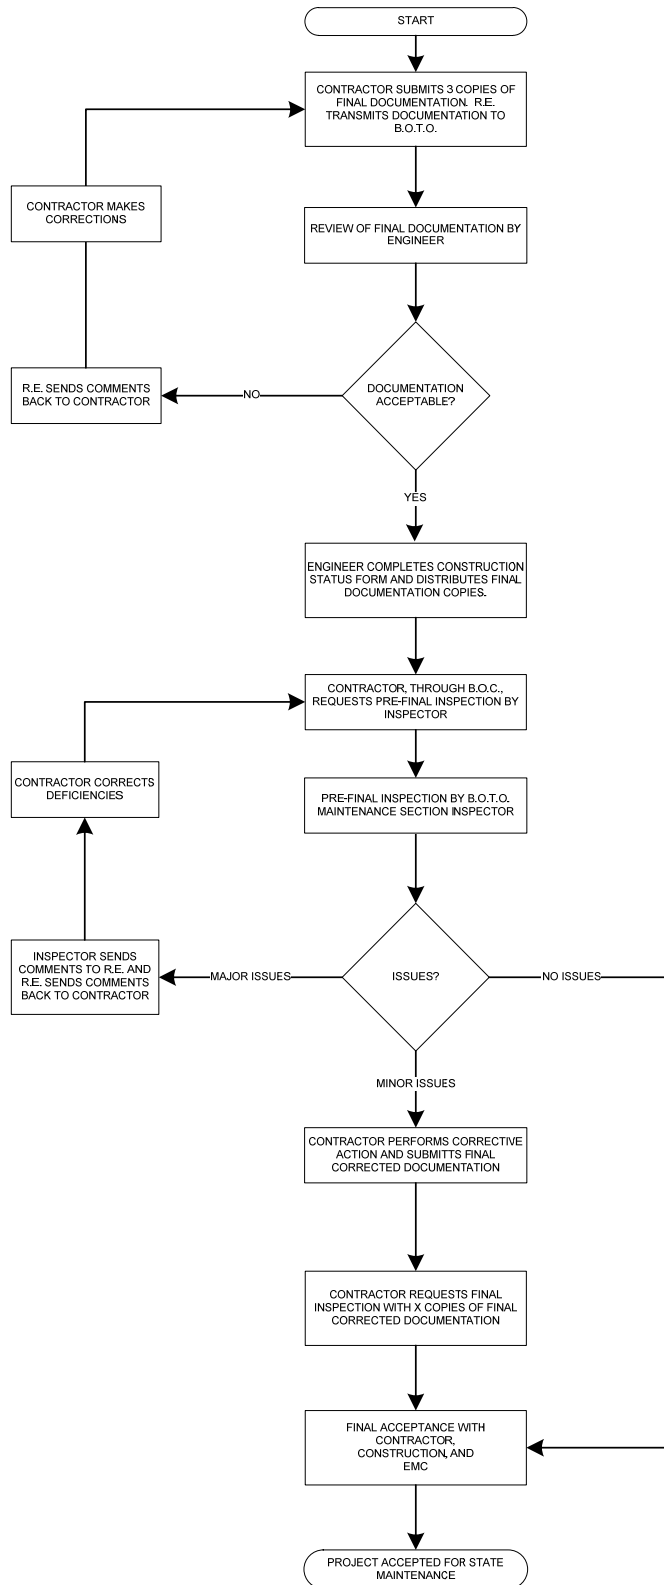 START
CONTRACTOR SUBMITS 3 COPIES OF
FINAL DOCUMENTATION. R.E.
TRANSMITS DOCUMENTATION TO
B.O.T.O.
CONTRACTOR MAKES
CORRECTIONS
REVIEW OF FINAL DOCUMENTATION BY
ENGINEER
R.E. SENDS COMMENTS
BACK TO CONTRACTOR
NO
DOCUMENTATION
ACCEPTABLE?
YES
ENGINEER COMPLETES CONSTRUCTION
STATUS FORM AND DISTRIBUTES FINAL
DOCUMENTATION COPIES.
CONTRACTOR, THROUGH B.O.C.,
REQUESTS PRE-FINAL INSPECTION BY
INSPECTOR
CONTRACTOR CORRECTS
DEFICIENCIES
PRE-FINAL INSPECTION BY B.O.T.O.
MAINTENANCE SECTION INSPECTOR
INSPECTOR SENDS
COMMENTS TO R.E. AND
R.E. SENDS COMMENTS
BACK TO CONTRACTOR
MAJOR ISSUES
ISSUES?
NO ISSUES
MINOR ISSUES
CONTRACTOR PERFORMS CORRECTIVE
ACTION AND SUBMITTS FINAL
CORRECTED DOCUMENTATION
CONTRACTOR REQUESTS FINAL
INSPECTION WITH X COPIES OF FINAL
CORRECTED DOCUMENTATION
FINAL ACCEPTANCE WITH
CONTRACTOR,
CONSTRUCTION, AND
EMC
PROJECT ACCEPTED FOR STATE
MAINTENANCE